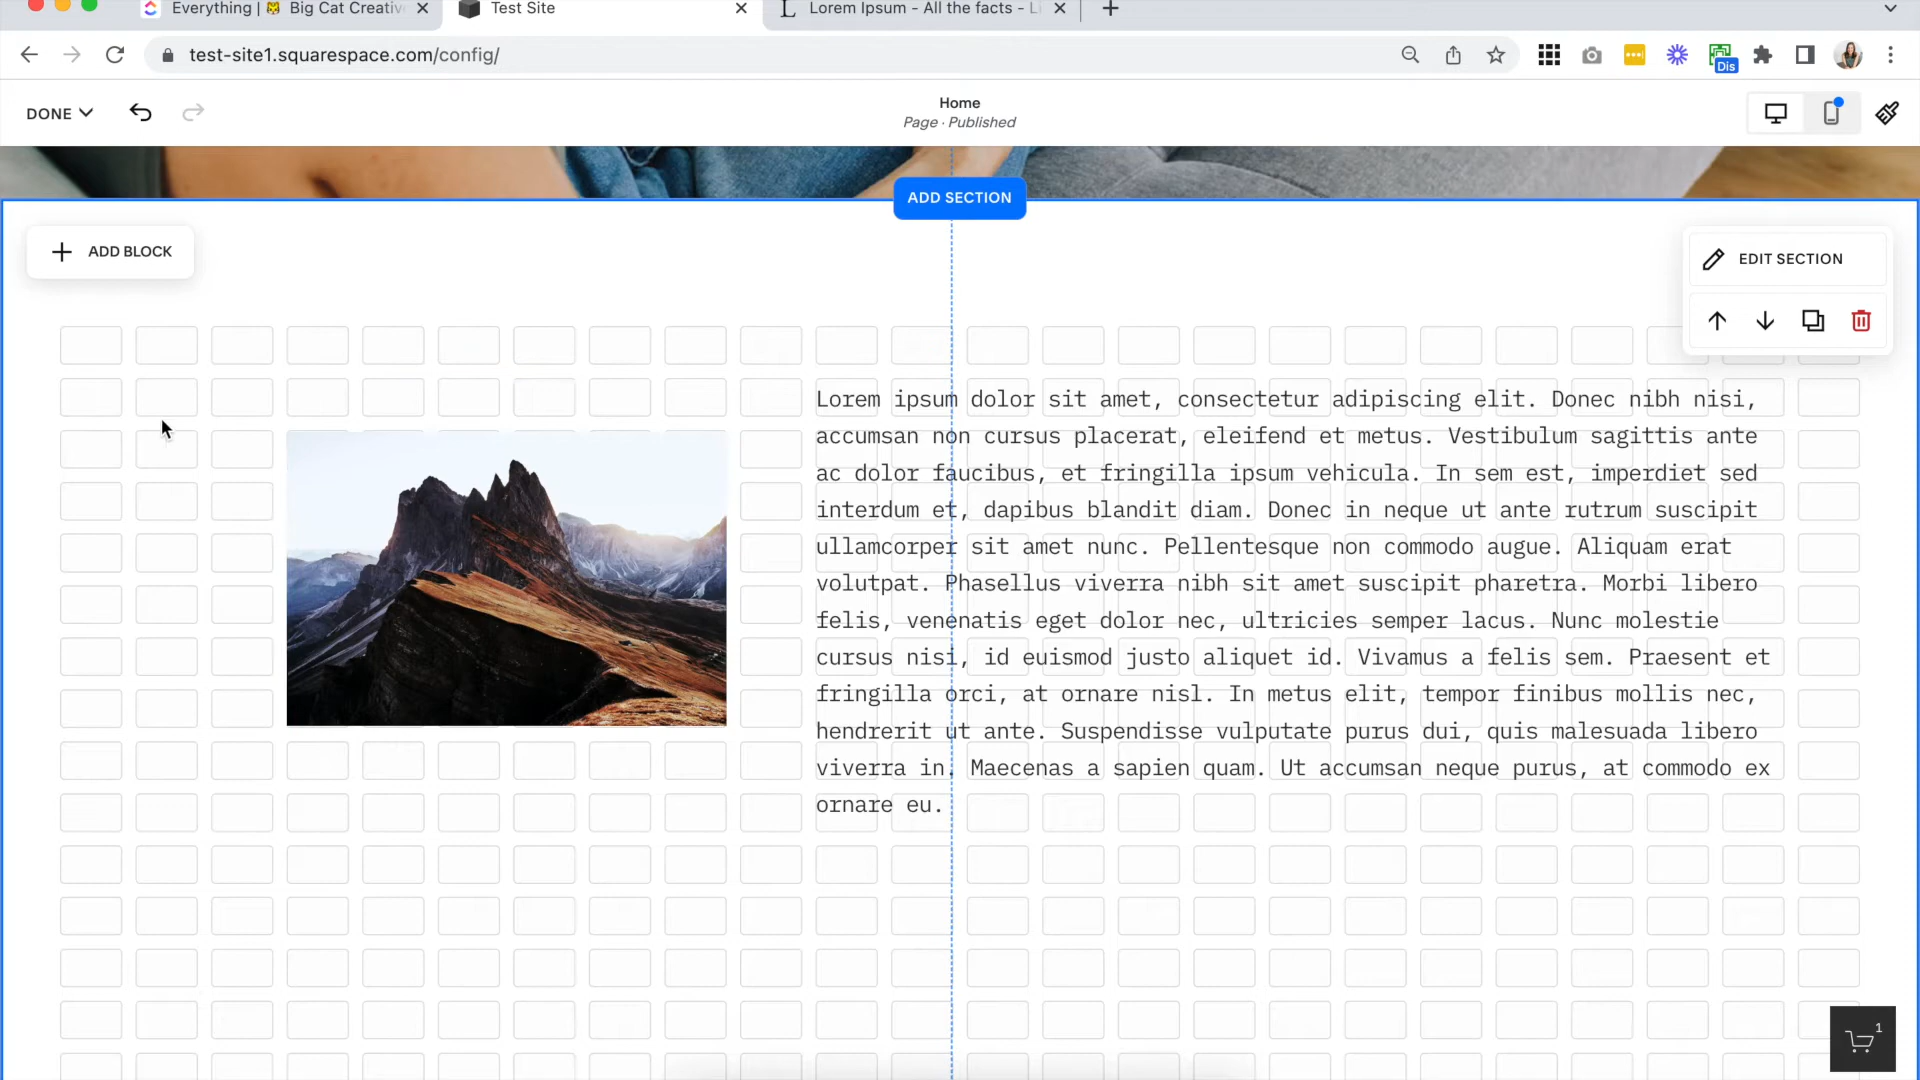 Everything | Big Cat Creativ
Test Site
Lorem Ipsum - All the facts - Li
test-site1.squarespace.com/config/
Dis
DONE
Home
Page · Published
ADD SECTION
ADD BLOCK
EDIT SECTION
Lorem ipsum dolor sit amet, consectetur adipiscing elit. Donec nibh nisi,
accumsan non cursus placerat, eleifend et metus. Vestibulum sagittis ante
ac dolor faucibus, et fringilla ipsum vehicula. In sem est, imperdiet sed
interdum et, dapibus blandit diam. Donec in neque ut ante rutrum suscipit
ullamcorper sit amet nunc. Pellentesque non commodo augue. Aliquam erat
volutpat. Phasellus viverra nibh sit amet suscipit pharetra. Morbi libero
felis, venenatis eget dolor nec, ultricies semper lacus. Nunc molestie
cursus nisi, id euismod justo aliquet id. Vivamus a felis sem. Praesent et
fringilla orci, at ornare nisl. In metus elit, tempor finibus mollis nec,
hendrerit ut ante. Suspendisse vulputate purus dui, quis malesuada libero
viverra in. Maecenas a sapien quam. Ut accumsan neque purus, at commodo ex
ornare eu.
1